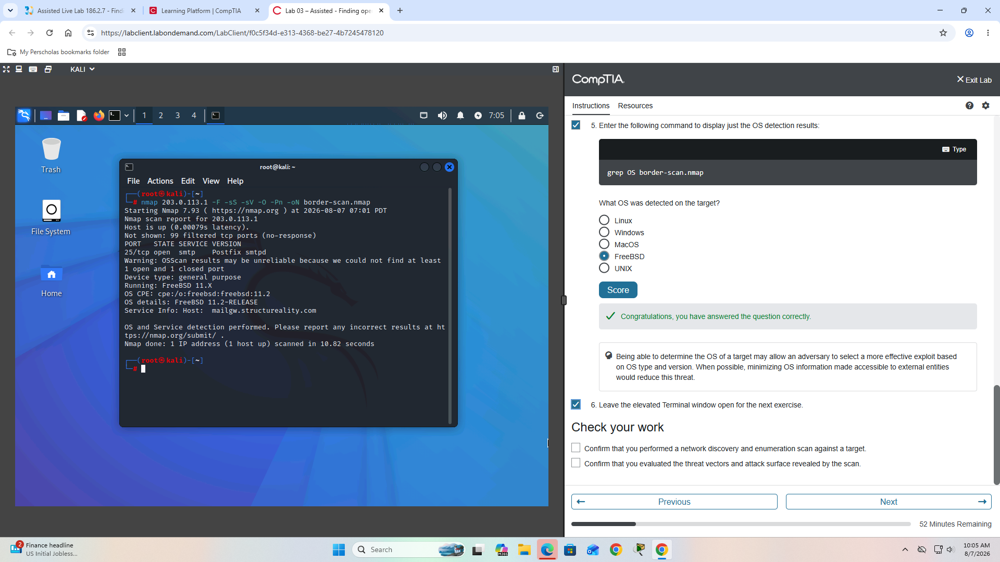 Assisted Live Lab 186.2.7 - Findi
Learning Platform | CompTIA
Lab 03 – Assisted - Finding ope
https://labclient.labondemand.com/LabClient/f0c5f34d-e313-4368-be27-4b7245478120
My Perscholas bookmarks folder
KALI
CompTIA
Exit Lab
Instructions Resources
1 2 3 4
7:05
Trash
File System
Home
root@kali: ~
File Actions Edit View Help
┌──(root㉿kali)-[~]
└─# nmap 203.0.113.1 -F -sS -sV -O -Pn -oN border-scan.nmap
Starting Nmap 7.93 ( https://nmap.org ) at 2026-08-07 07:01 PDT
Nmap scan report for 203.0.113.1
Host is up (0.00079s latency).
Not shown: 99 filtered tcp ports (no-response)
PORT   STATE SERVICE VERSION
25/tcp open  smtp    Postfix smtpd
Warning: OSScan results may be unreliable because we could not find at least
1 open and 1 closed port
Device type: general purpose
Running: FreeBSD 11.X
OS CPE: cpe:/o:freebsd:freebsd:11.2
OS details: FreeBSD 11.2-RELEASE
Service Info: Host:  mailgw.structureality.com
OS and Service detection performed. Please report any incorrect results at ht
tps://nmap.org/submit/ .
Nmap done: 1 IP address (1 host up) scanned in 10.82 seconds
┌──(root㉿kali)-[~]
└─#
5. Enter the following command to display just the OS detection results:
Type
grep OS border-scan.nmap
What OS was detected on the target?
Linux
Windows
MacOS
FreeBSD
UNIX
Score
Congratulations, you have answered the question correctly.
Being able to determine the OS of a target may allow an adversary to select a more effective exploit based
on OS type and version. When possible, minimizing OS information made accessible to external entities
would reduce this threat.
6. Leave the elevated Terminal window open for the next exercise.
Check your work
Confirm that you performed a network discovery and enumeration scan against a target.
Confirm that you evaluated the threat vectors and attack surface revealed by the scan.
Previous
Next
52 Minutes Remaining
2
Finance headline
US Initial Jobless...
Search
M365
10:05 AM
8/7/2026